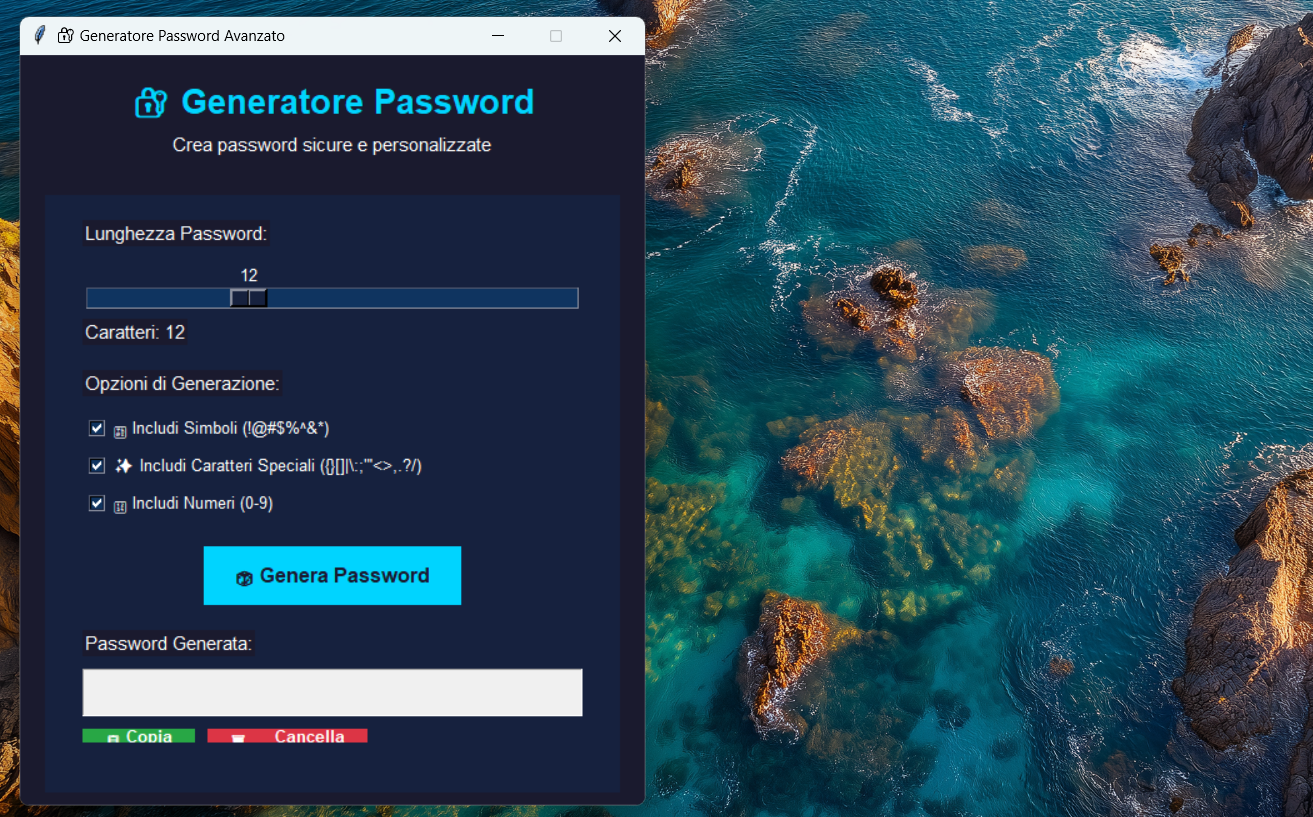 Generatore Password Avanzato
Generatore Password
Crea password sicure e personalizzate
Lunghezza Password:
12
Caratteri: 12
Opzioni di Generazione:
Includi Simboli (!@#$%^&*)
Includi Caratteri Speciali ({}[]|\:;'"<>,.?/)
Includi Numeri (0-9)
Genera Password
Password Generata:
Copia Cancella